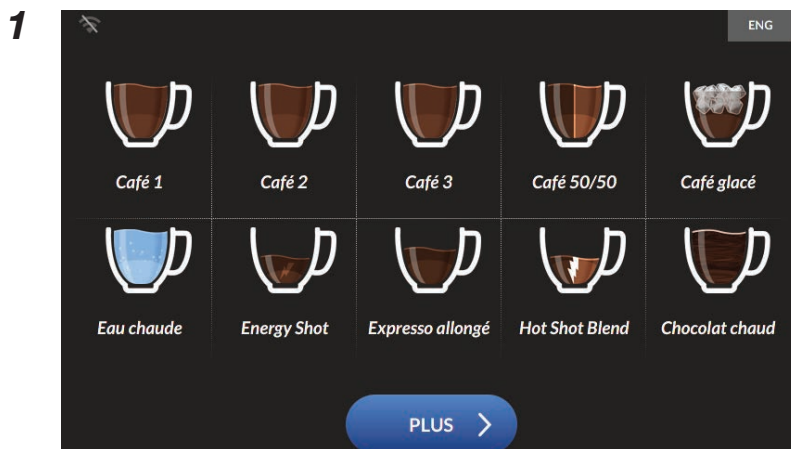 1
ENG
Café 1
Café 2
Café 3
Café 50/50
Café glacé
Eau chaude
Energy Shot
Expresso allongé
Hot Shot Blend
Chocolat chaud
PLUS